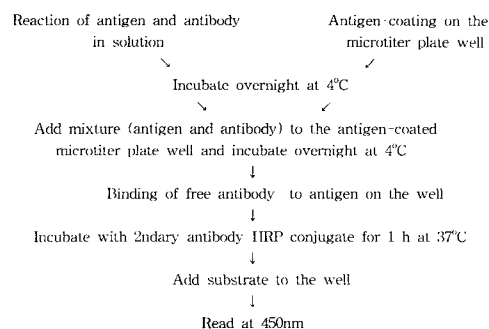 Reaction of antigen and antibody
in solution
Antigen-coating on the
microtiter plate well
↘ ↙
Incubate overnight at 4℃
↘ ↙
Add mixture (antigen and antibody) to the antigen-coated
microtiter plate well and incubate overnight at 4℃
↓
Binding of free antibody to antigen on the well
↓
Incubate with 2ndary antibody HRP conjugate for 1 h at 37℃
↓
Add substrate to the well
↓
Read at 450nm